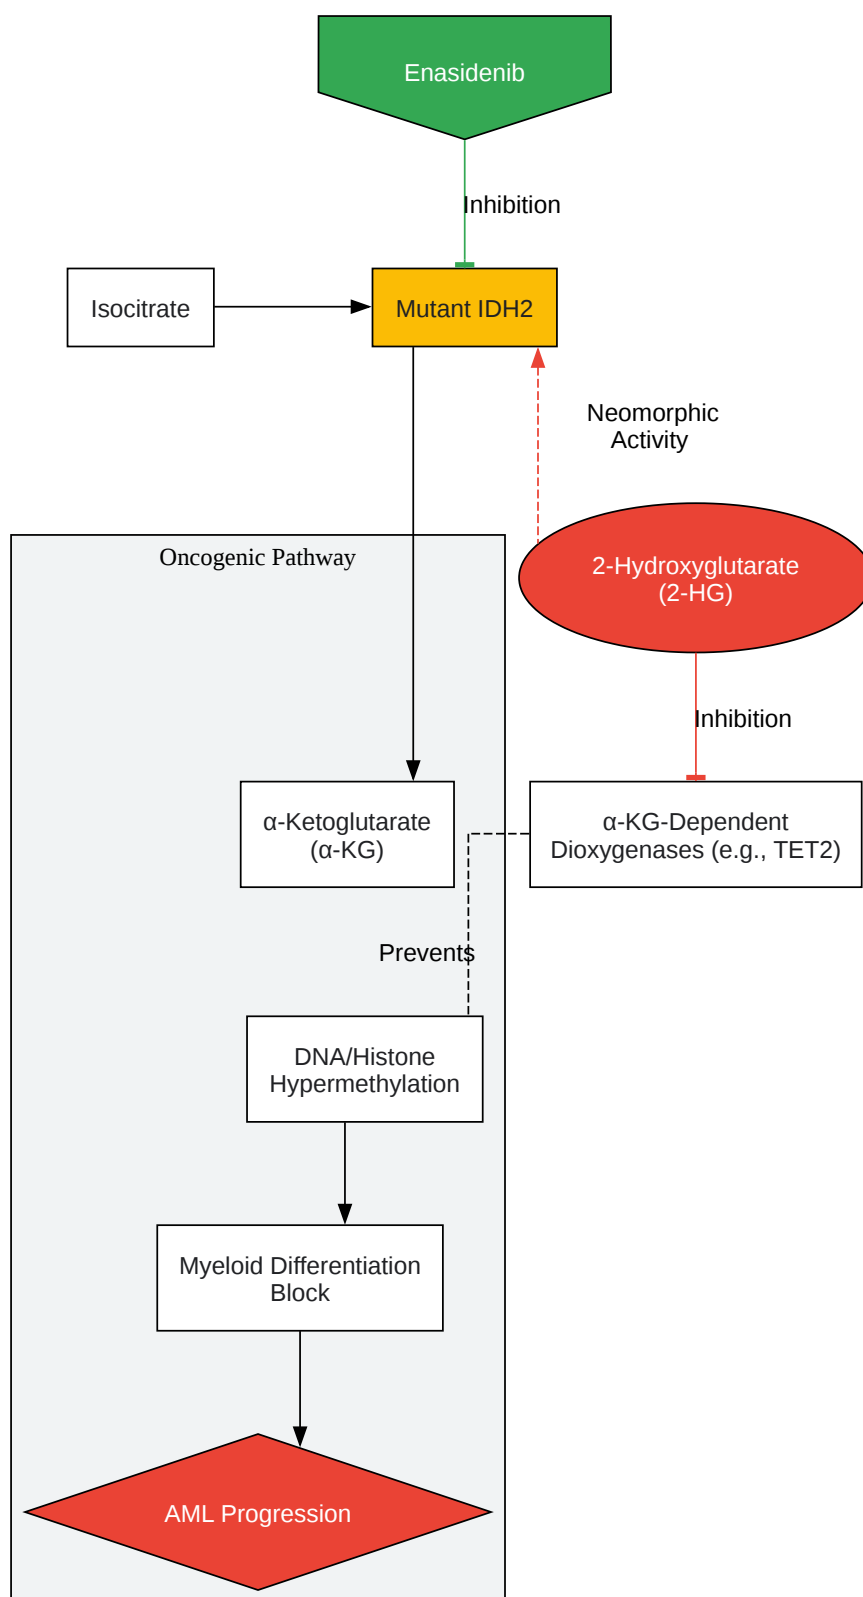 Enasidenib
Inhibition
Isocitrate
Mutant IDH2
Neomorphic
Activity
Oncogenic Pathway
2-Hydroxyglutarate
(2-HG)
Inhibition
α-Ketoglutarate
(α-KG)
α-KG-Dependent
Dioxygenases (e.g., TET2)
Prevents
DNA/Histone
Hypermethylation
Myeloid Differentiation
Block
AML Progression